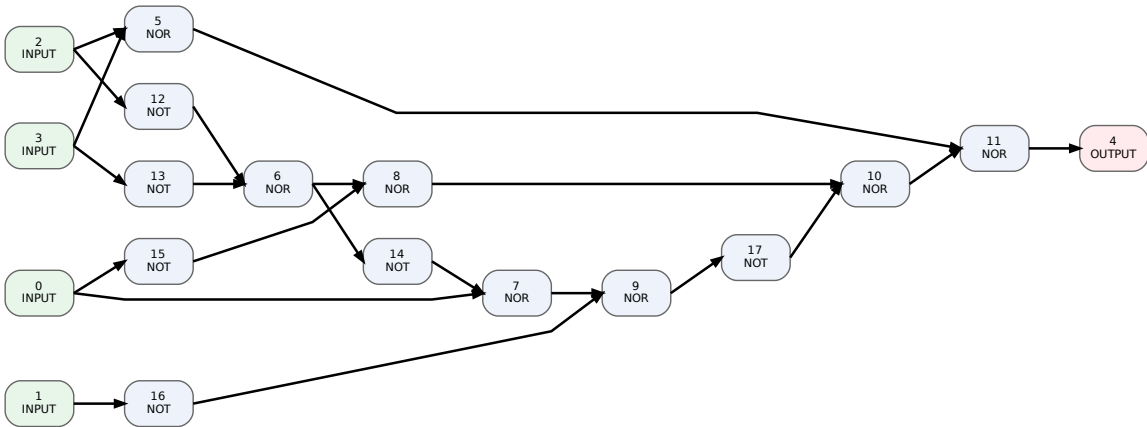 2
INPUT
5
NOR
12
NOT
3
INPUT
13
NOT
6
NOR
8
NOR
15
NOT
14
NOT
0
INPUT
7
NOR
9
NOR
17
NOT
10
NOR
11
NOR
4
OUTPUT
1
INPUT
16
NOT